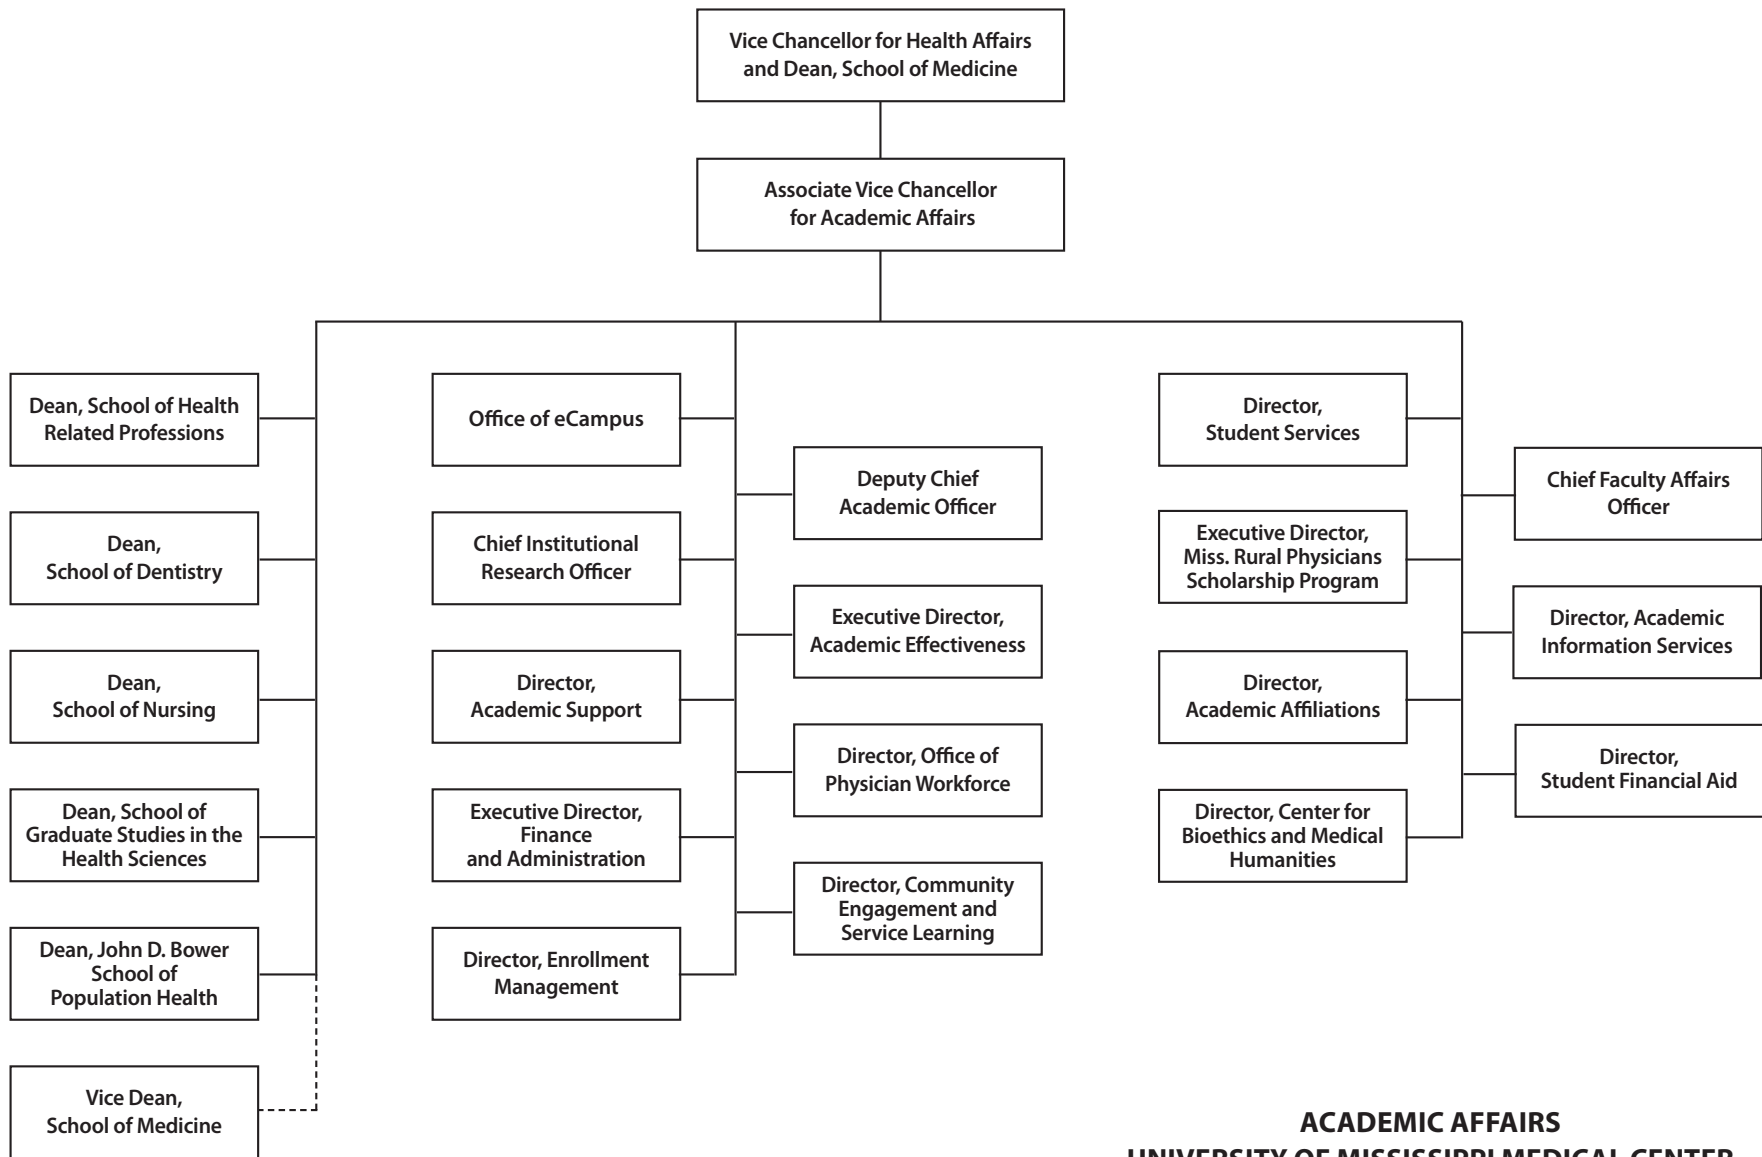 Vice Chancellor for Health Affairs
and Dean, School of Medicine
Associate Vice Chancellor
for Academic Affairs
Dean, School of Health
Related Professions
Dean,
School of Dentistry
Dean,
School of Nursing
Dean, School of
Graduate Studies in the
Health Sciences
Dean, John D. Bower
School of
Population Health
Vice Dean,
School of Medicine
Office of eCampus
Chief Institutional
Research Officer
Director,
Academic Support
Executive Director,
Finance
and Administration
Director, Enrollment
Management
Deputy Chief
Academic Officer
Executive Director,
Academic Effectiveness
Director, Office of
Physician Workforce
Director, Community
Engagement and
Service Learning
Director,
Student Services
Executive Director,
Miss. Rural Physicians
Scholarship Program
Director,
Academic Affiliations
Director, Center for
Bioethics and Medical
Humanities
Chief Faculty Affairs
Officer
Director, Academic
Information Services
Director,
Student Financial Aid
ACADEMIC AFFAIRS
UNIVERSITY OF MISSISSIPPI MEDICAL CENTER